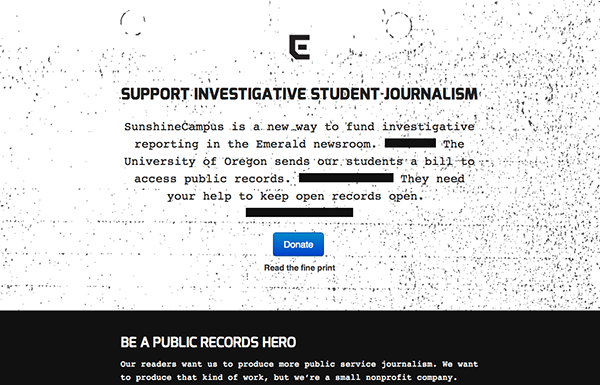 E
SUPPORT INVESTIGATIVE STUDENT JOURNALISM
SunshineCampus is a new way to fund investigative
reporting in the Emerald newsroom. The
University of Oregon sends our students a bill to
access public records. They need
your help to keep open records open.
Donate
Read the fine print
BE A PUBLIC RECORDS HERO
Our readers want us to produce more public service journalism. We want
to produce that kind of work, but we're a small nonprofit company.